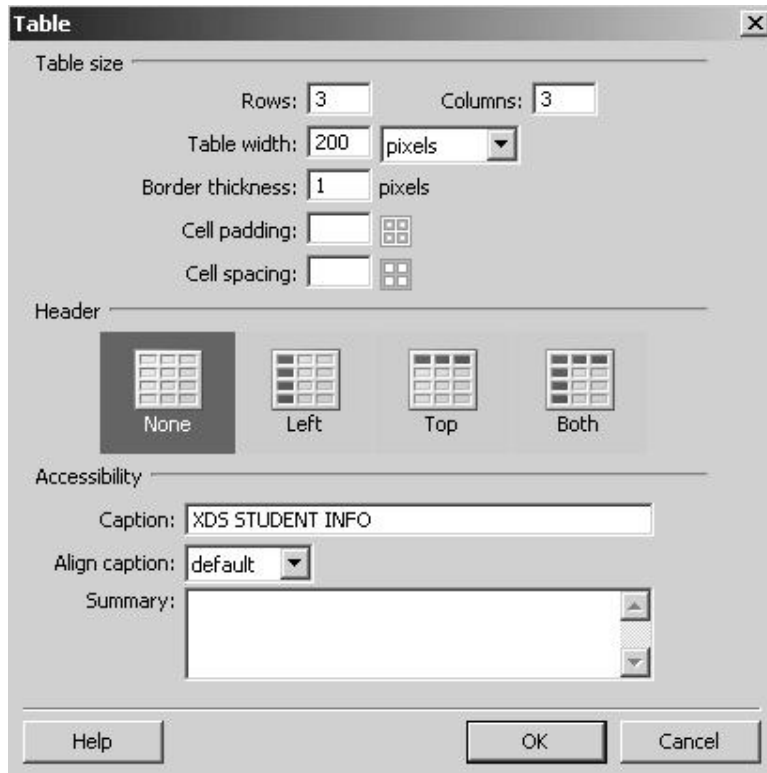 Table
Table size
Rows: 3 Columns: 3
Table width: 200 pixels
Border thickness: 1 pixels
Cell padding:
Cell spacing:
Header
None Left Top Both
Accessibility
Caption: XDS STUDENT INFO
Align caption: default
Summary:
Help OK Cancel